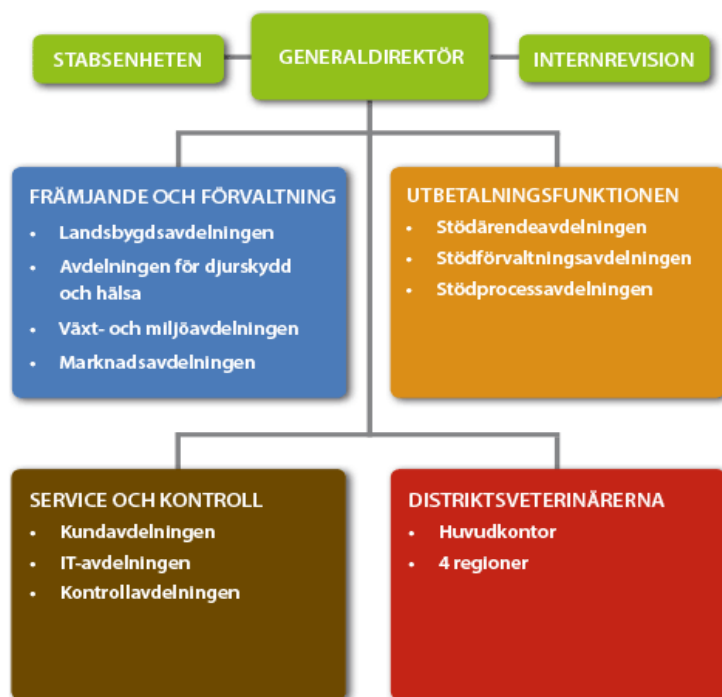 STABSENHETEN
GENERALDIREKTÖR
INTERNREVISION
FRÄMJANDE OCH FÖRVALTNING
• Landsbygdsavdelningen
• Avdelningen för djurskydd
och hälsa
• Växt- och miljöavdelningen
• Marknadsavdelningen
UTBETALNINGSFUNKTIONEN
• Stödärendeavdelningen
• Stödförvaltningsavdelningen
• Stödprocessavdelningen
SERVICE OCH KONTROLL
• Kundavdelningen
• IT-avdelningen
• Kontrollavdelningen
DISTRIKTSVETERINÄRERNA
• Huvudkontor
• 4 regioner